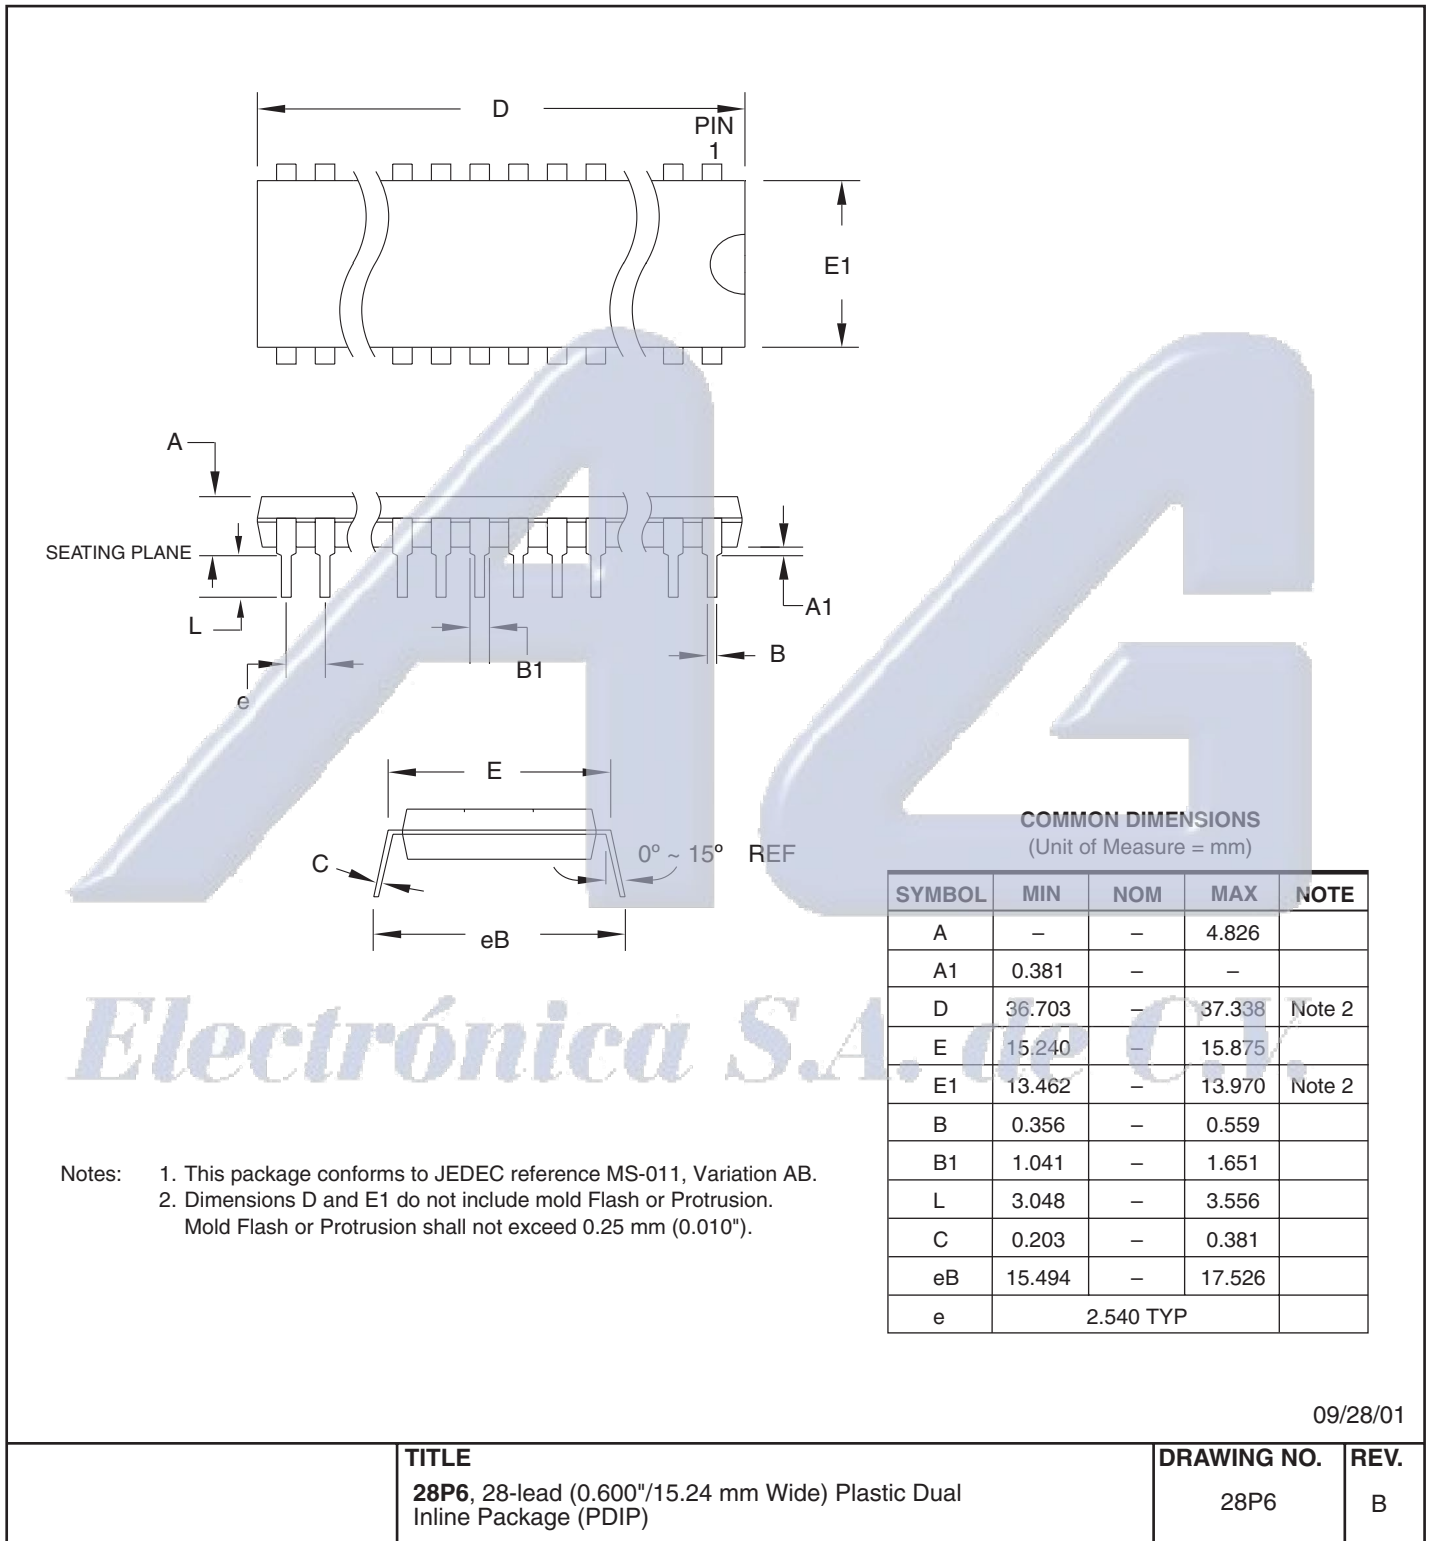 D
PIN
1
E1
A
SEATING PLANE
L
e
B1
A1
B
E
C
0º ~ 15º REF
eB
COMMON DIMENSIONS
(Unit of Measure = mm)
SYMBOL MIN NOM MAX NOTE
A – – 4.826
A1 0.381 – –
D 36.703 – 37.338 Note 2
E 15.240 – 15.875
E1 13.462 – 13.970 Note 2
B 0.356 – 0.559
B1 1.041 – 1.651
L 3.048 – 3.556
C 0.203 – 0.381
eB 15.494 – 17.526
e 2.540 TYP
AG
Electrónica S.A. de C.V.
Notes: 1. This package conforms to JEDEC reference MS-011, Variation AB.
2. Dimensions D and E1 do not include mold Flash or Protrusion.
Mold Flash or Protrusion shall not exceed 0.25 mm (0.010").
09/28/01
TITLE
28P6, 28-lead (0.600"/15.24 mm Wide) Plastic Dual
Inline Package (PDIP)
DRAWING NO.
28P6
REV.
B